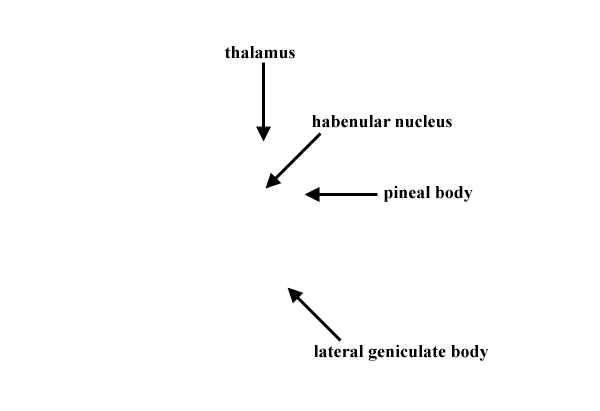 thalamus
habenular nucleus
pineal body
lateral geniculate body